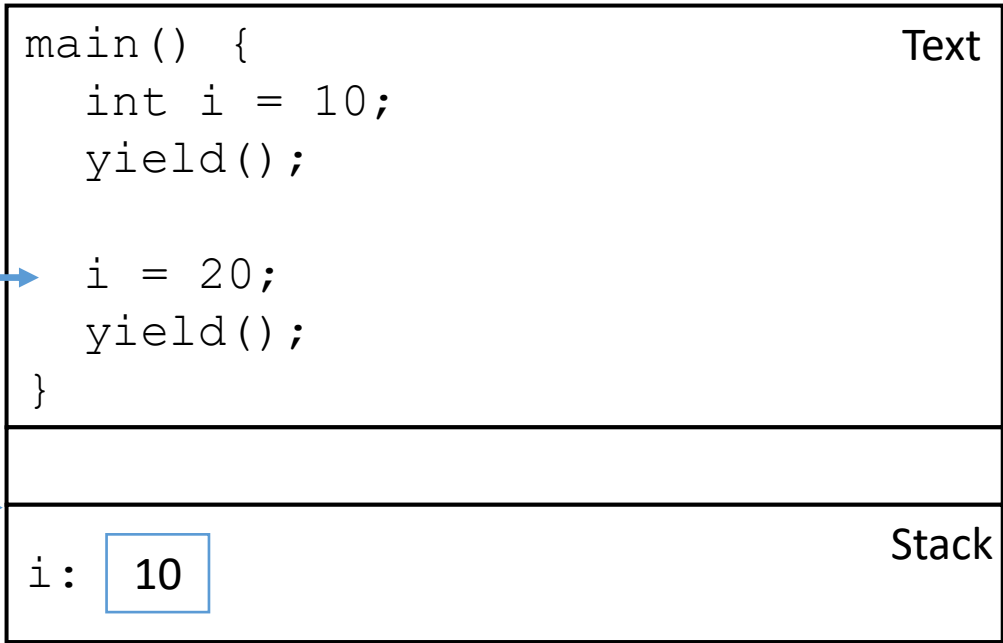 main() { Text
  int i = 10;
  yield();
  i = 20;
  yield();
}
Stack
i: 10